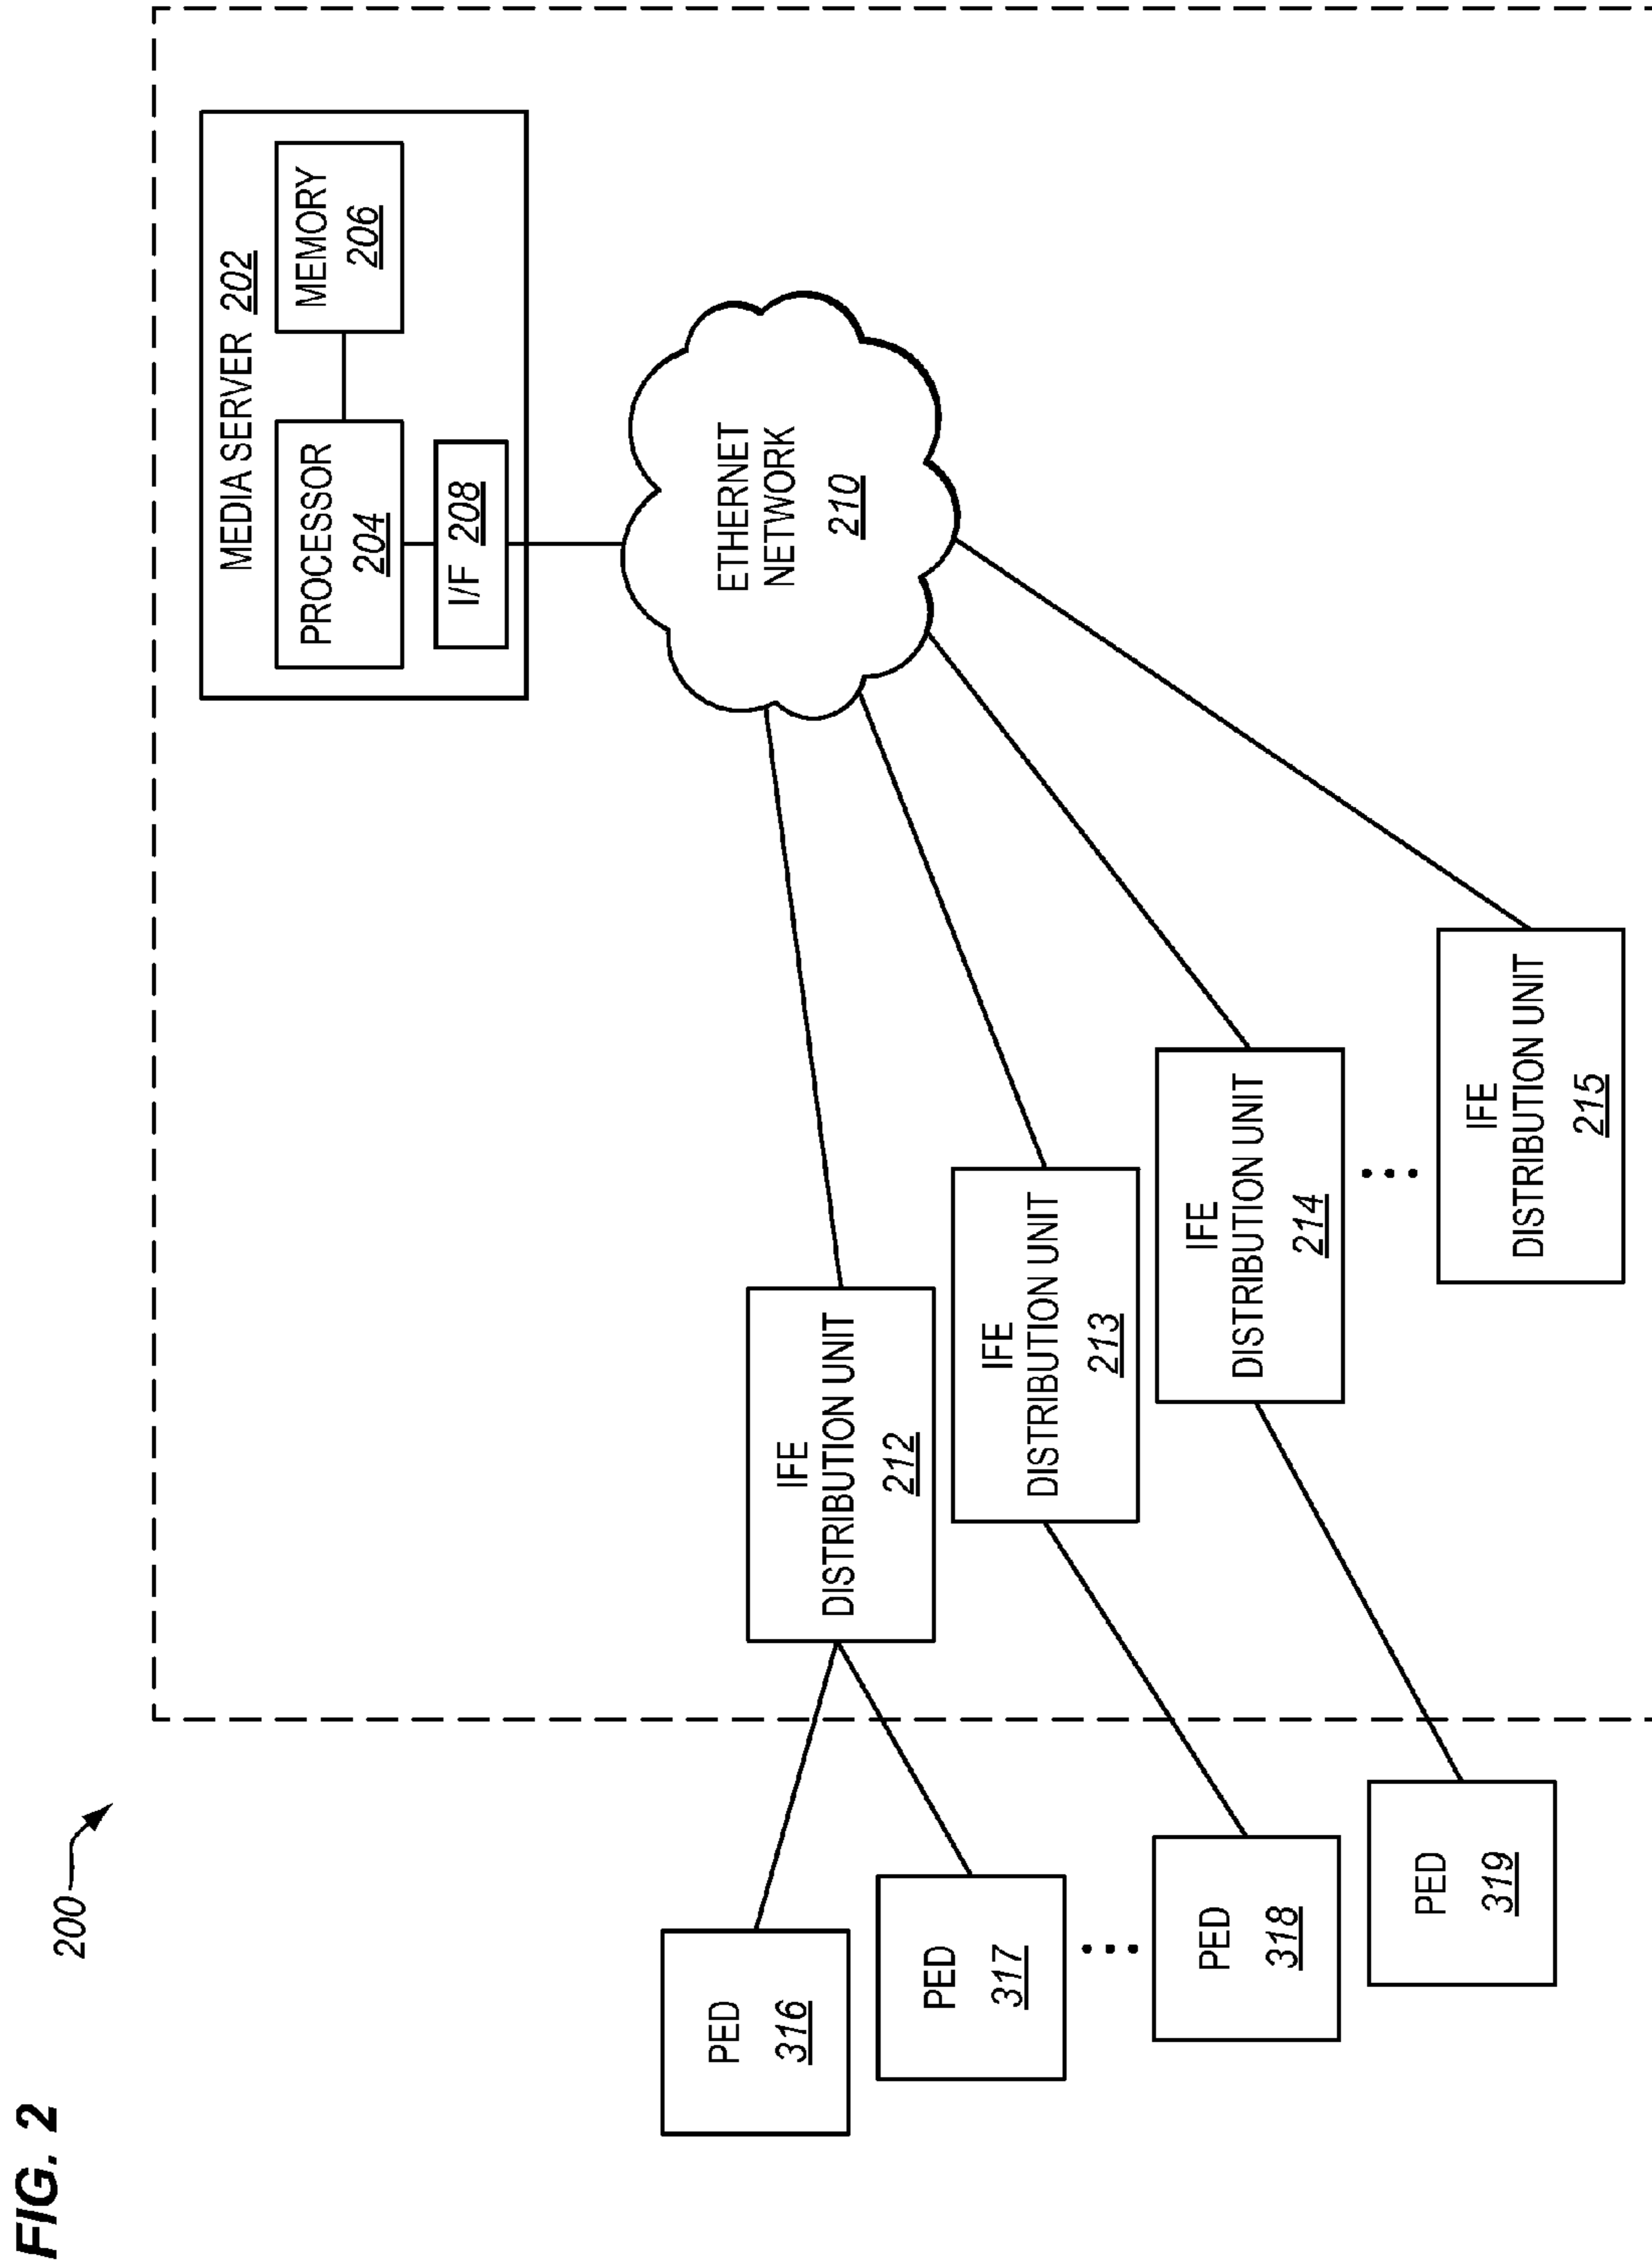 FIG. 2
200
MEDIA SERVER 202
PROCESSOR
204
MEMORY
206
I/F 208
ETHERNET
NETWORK
210
IFE
DISTRIBUTION UNIT
212
IFE
DISTRIBUTION UNIT
213
IFE
DISTRIBUTION UNIT
214
IFE
DISTRIBUTION UNIT
215
PED
316
PED
317
PED
318
PED
319